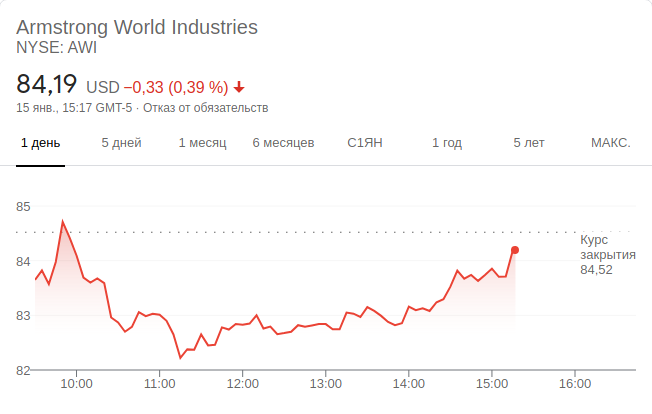 Armstrong World Industries
NYSE: AWI
84,19 USD −0,33 (0,39 %)
15 янв., 15:17 GMT-5 · Отказ от обязательств
1 день 5 дней 1 месяц 6 месяцев С1ЯН 1 год 5 лет МАКС.
85
84
83
82
Курс
закрытия
84,52
10:00 11:00 12:00 13:00 14:00 15:00 16:00